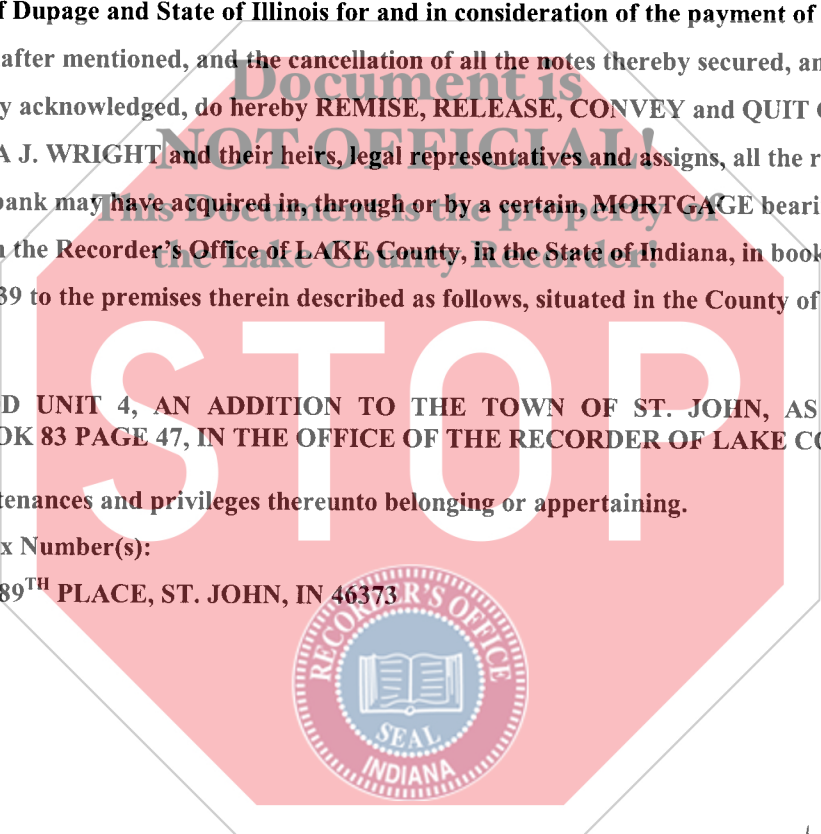 f Dupage and State of Illinois for and in consideration of the payment of
after mentioned, and the cancellation of all the notes thereby secured, an
Document is
y acknowledged, do hereby REMISE, RELEASE, CONVEY and QUIT C
NOT OFFICIAL!
A J. WRIGHT and their heirs, legal representatives and assigns, all the r
bank may have acquired in, through or by a certain, MORTGAGE beari
This Document is the property of
n the Recorder's Office of LAKE County, in the State of Indiana, in book
the Lake County Recorder!
39 to the premises therein described as follows, situated in the County of
STOP
D UNIT 4, AN ADDITION TO THE TOWN OF ST. JOHN, AS
OK 83 PAGE 47, IN THE OFFICE OF THE RECORDER OF LAKE CO
tenances and privileges thereunto belonging or appertaining.
x Number(s):
89TH PLACE, ST. JOHN, IN 46373
RECORDER'S OFFICE
SEAL
INDIANA